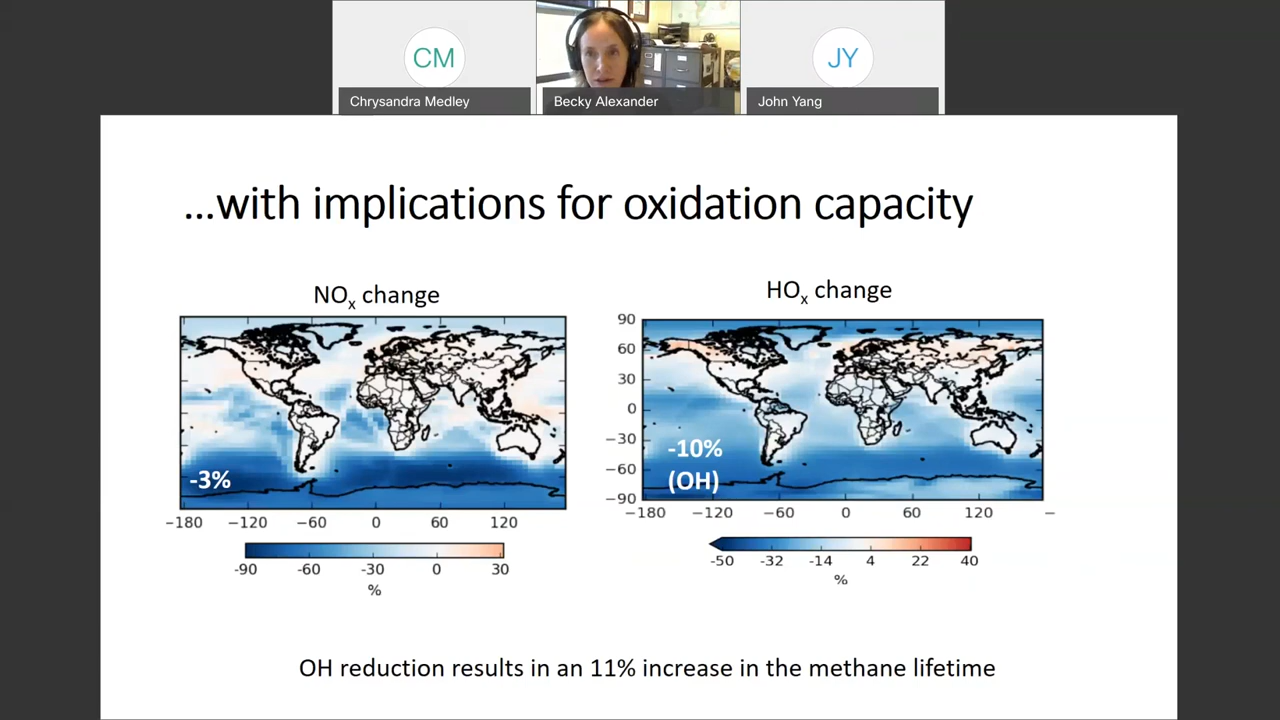 CM
JY
Chrysandra Medley
Becky Alexander
John Yang
...with implications for oxidation capacity
NOx change
-3%
−180 −120 −60 0 60 120
-90 -60 -30 0 30
%
HOx change
90
60
30
0
−30
−60
−90
-10%
(OH)
−180 −120 −60 0 60 120 −
-50 -32 -14 4 22 40
%
OH reduction results in an 11% increase in the methane lifetime